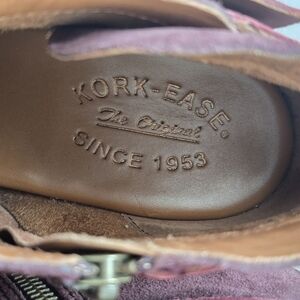 KORK-EASE®
The Original
SINCE 1953